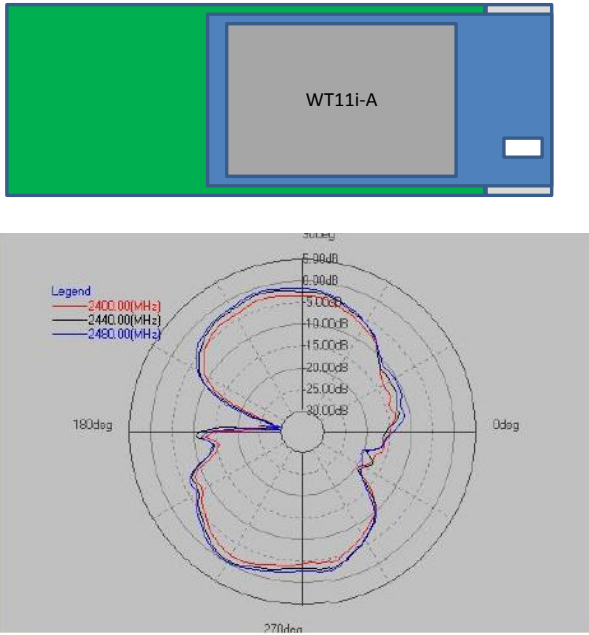 WT11i-A
5.00dB
0.00dB
-5.00dB
-10.00dB
-15.00dB
-20.00dB
-25.00dB
-30.00dB
Legend
2400.00(MHz)
2440.00(MHz)
2480.00(MHz)
180deg
0deg
270deg